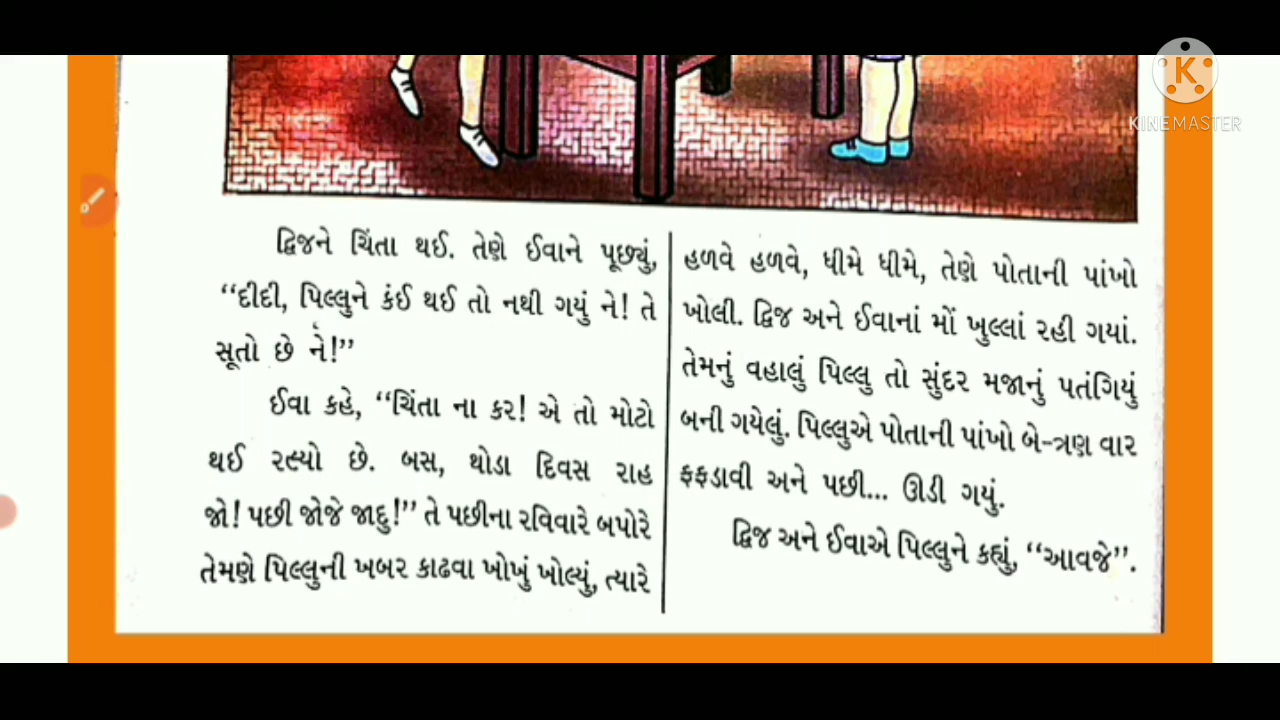 KINEMASTER
દ્વિજને ચિંતા થઈ. તેણે ઈવાને પૂછ્યું,
“દીદી, પિલ્લુને કંઈ થઈ તો નથી ગયું ને! તે
સૂતો છે ને!”
ઈવા કહે, “ચિંતા ના કર! એ તો મોટો
થઈ રહ્યો છે. બસ, થોડા દિવસ રાહ
જો! પછી જોજે જાદુ!” તે પછીના રવિવારે બપોરે
તેમણે પિલ્લુની ખબર કાઢવા ખોખું ખોલ્યું, ત્યારે
હળવે હળવે, ધીમે ધીમે, તેણે પોતાની પાંખો
ખોલી. દ્વિજ અને ઈવાનાં મોં ખુલ્લાં રહી ગયાં.
તેમનું વહાલું પિલ્લુ તો સુંદર મજાનું પતંગિયું
બની ગયેલું. પિલ્લુએ પોતાની પાંખો બે-ત્રણ વાર
ફફડાવી અને પછી... ઊડી ગયું.
દ્વિજ અને ઈવાએ પિલ્લુને કહ્યું, “આવજે”.